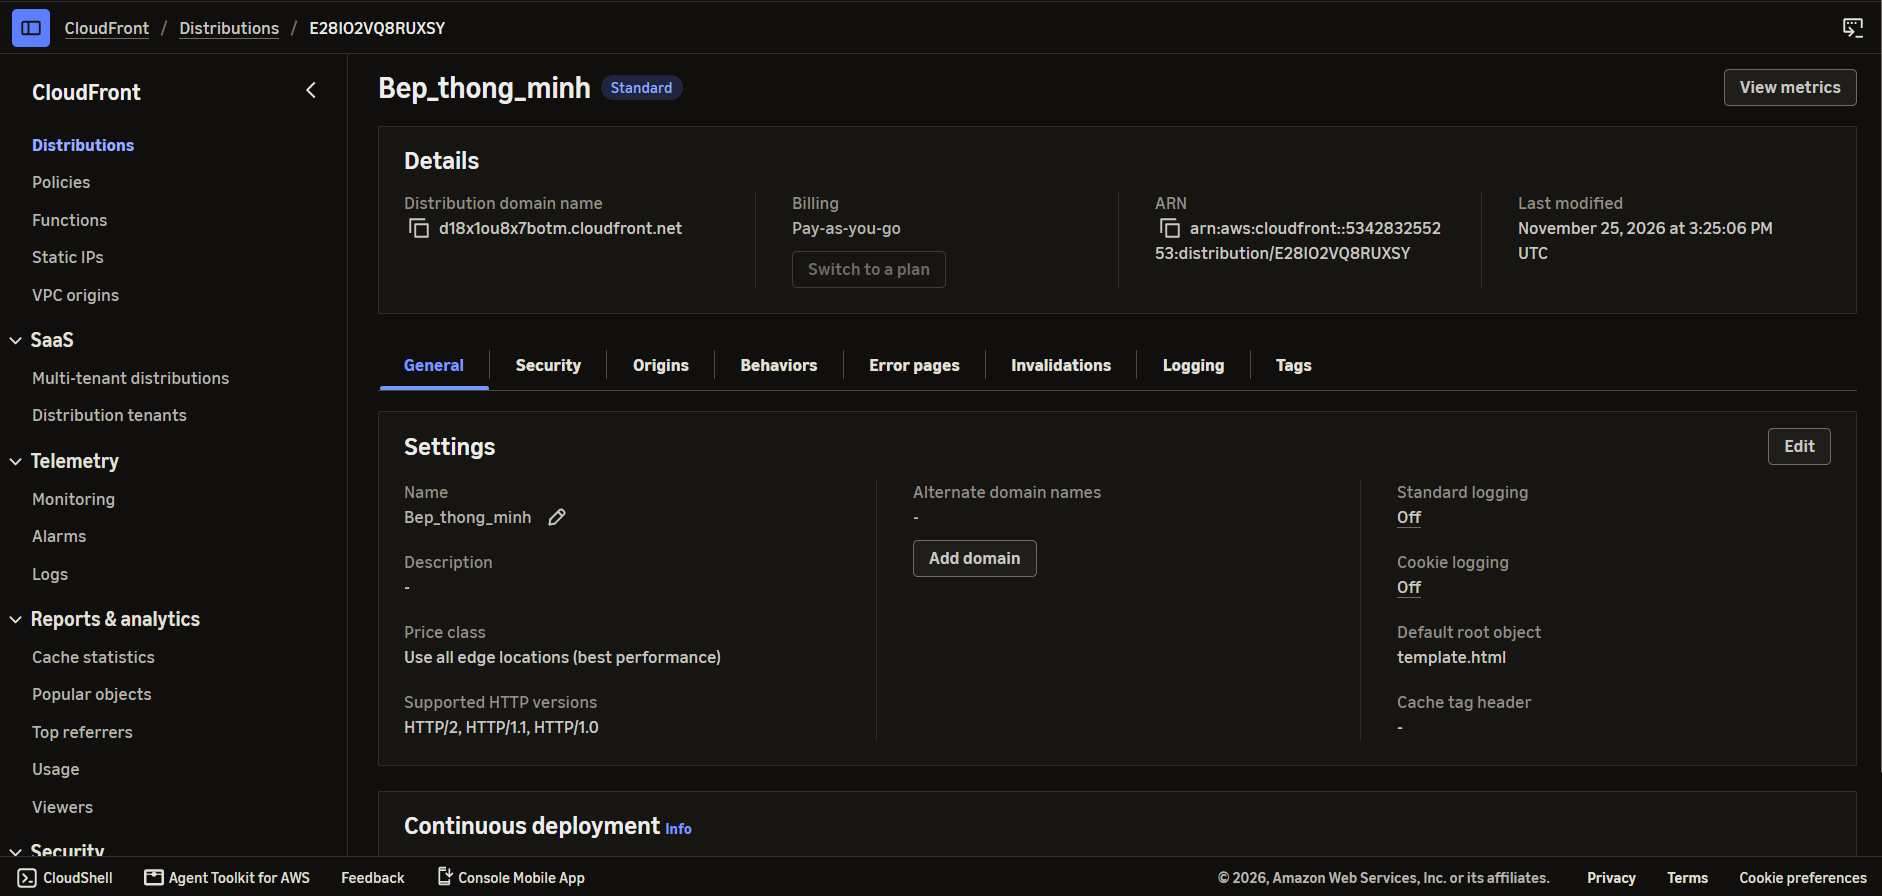 CloudFront / Distributions / E28IO2VQ8RUXSY
CloudFront
Distributions
Policies
Functions
Static IPs
VPC origins
SaaS
Multi-tenant distributions
Distribution tenants
Telemetry
Monitoring
Alarms
Logs
Reports & analytics
Cache statistics
Popular objects
Top referrers
Usage
Viewers
Security
Bep_thong_minh Standard
View metrics
Details
Distribution domain name
d18x1ou8x7botm.cloudfront.net
Billing
Pay-as-you-go
Switch to a plan
ARN
arn:aws:cloudfront::5342832552
53:distribution/E28IO2VQ8RUXSY
Last modified
November 25, 2026 at 3:25:06 PM
UTC
General Security Origins Behaviors Error pages Invalidations Logging Tags
Settings
Edit
Name
Bep_thong_minh
Description
-
Price class
Use all edge locations (best performance)
Supported HTTP versions
HTTP/2, HTTP/1.1, HTTP/1.0
Alternate domain names
-
Add domain
Standard logging
Off
Cookie logging
Off
Default root object
template.html
Cache tag header
-
Continuous deployment Info
CloudShell Agent Toolkit for AWS Feedback Console Mobile App © 2026, Amazon Web Services, Inc. or its affiliates. Privacy Terms Cookie preferences